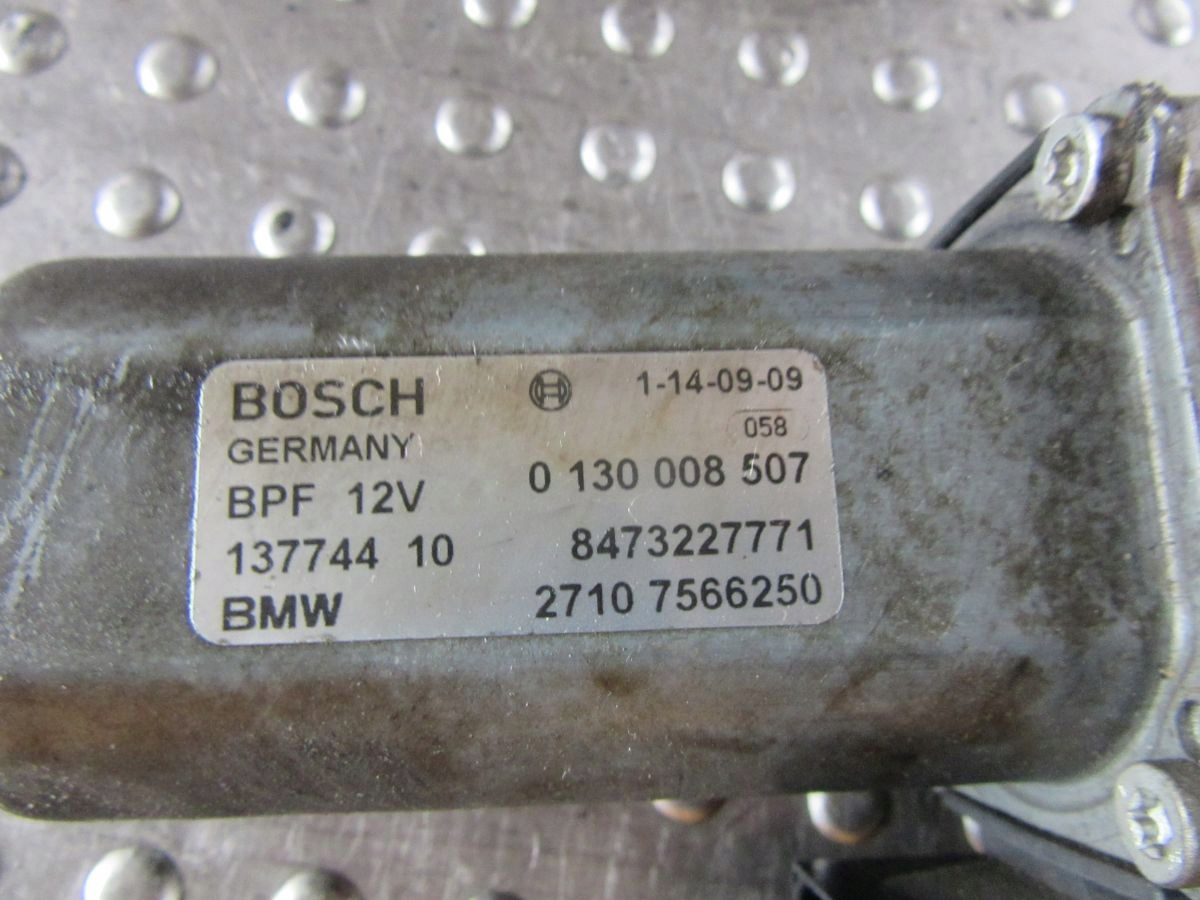 BOSCH 1-14-09-09
GERMANY 058
BPF 12V 0 130 008 507
137744 10 8473227771
BMW 2710 7566250